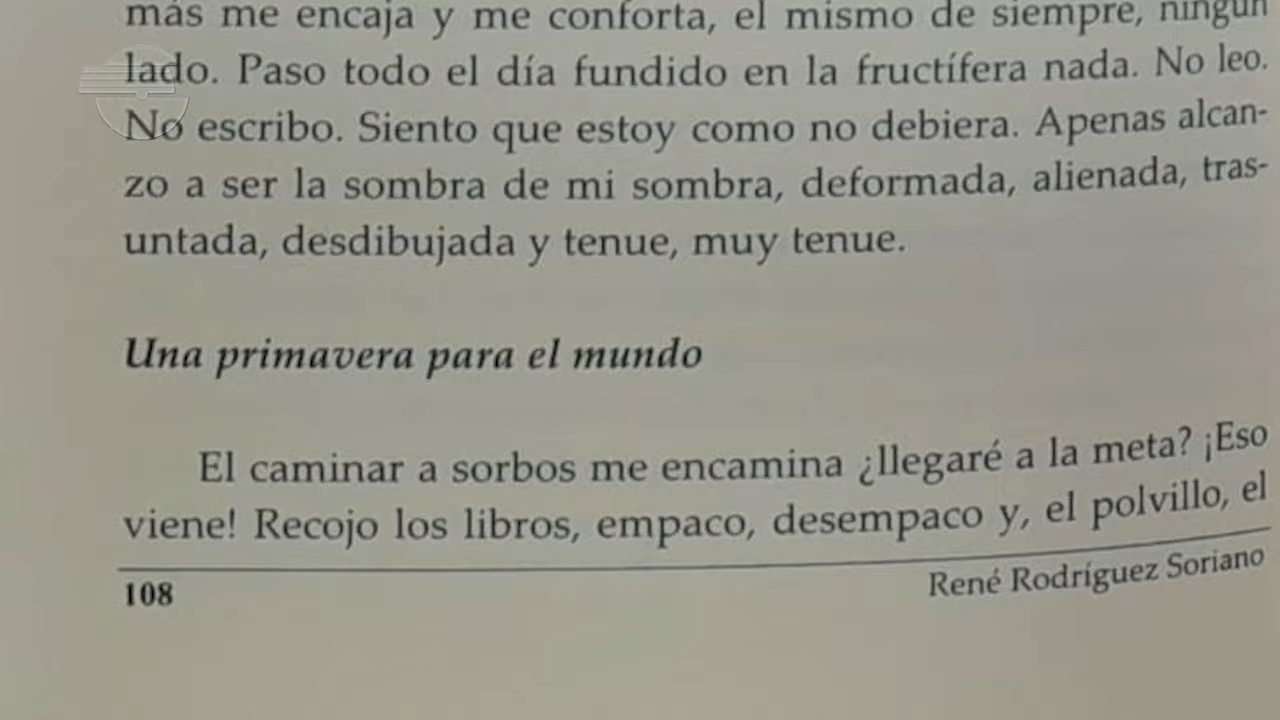 más me encaja y me conforta, el mismo de siempre, ningún
lado. Paso todo el día fundido en la fructífera nada. No leo.
No escribo. Siento que estoy como no debiera. Apenas alcan-
zo a ser la sombra de mi sombra, deformada, alienada, tras-
untada, desdibujada y tenue, muy tenue.
Una primavera para el mundo
El caminar a sorbos me encamina ¿llegaré a la meta? ¡Eso
viene! Recojo los libros, empaco, desempaco y, el polvillo, el
108
René Rodríguez Soriano